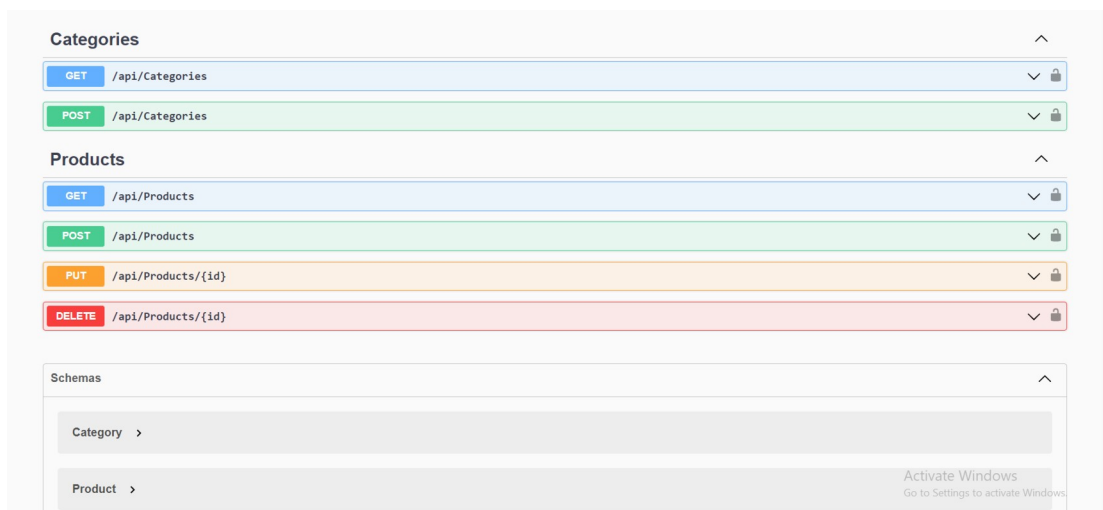 Categories
GET /api/Categories
POST /api/Categories
Products
GET /api/Products
POST /api/Products
PUT /api/Products/{id}
DELETE /api/Products/{id}
Schemas
Category
Product
Activate Windows
Go to Settings to activate Windows.